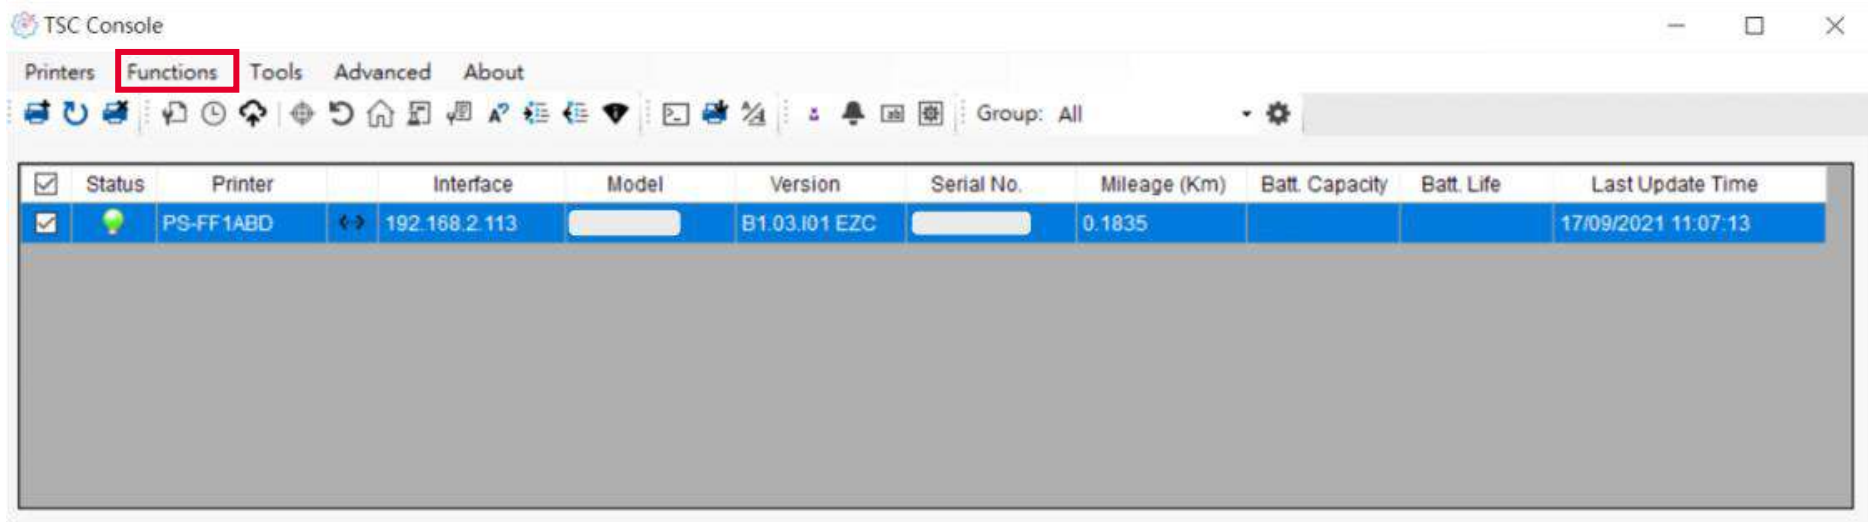 TSC Console
Printers Functions Tools Advanced About
Group: All
Status Printer Interface Model Version Serial No. Mileage (Km) Batt. Capacity Batt. Life Last Update Time
PS-FF1ABD 192.168.2.113 B1.03.I01 EZC 0.1835 17/09/2021 11:07:13